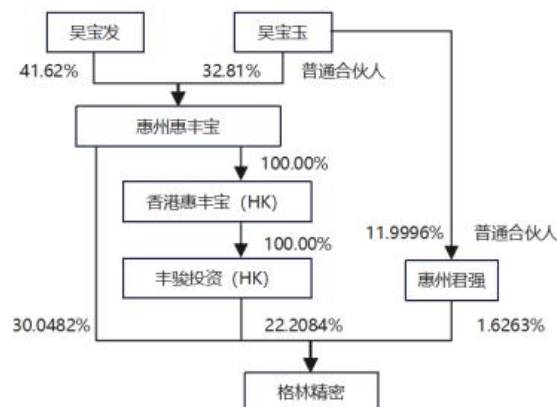 吴宝发
吴宝玉
41.62%
32.81%
普通合伙人
惠州惠丰宝
100.00%
香港惠丰宝（HK）
100.00%
11.9996%
普通合伙人
丰骏投资（HK）
惠州君强
30.0482%
22.2084%
1.6263%
格林精密